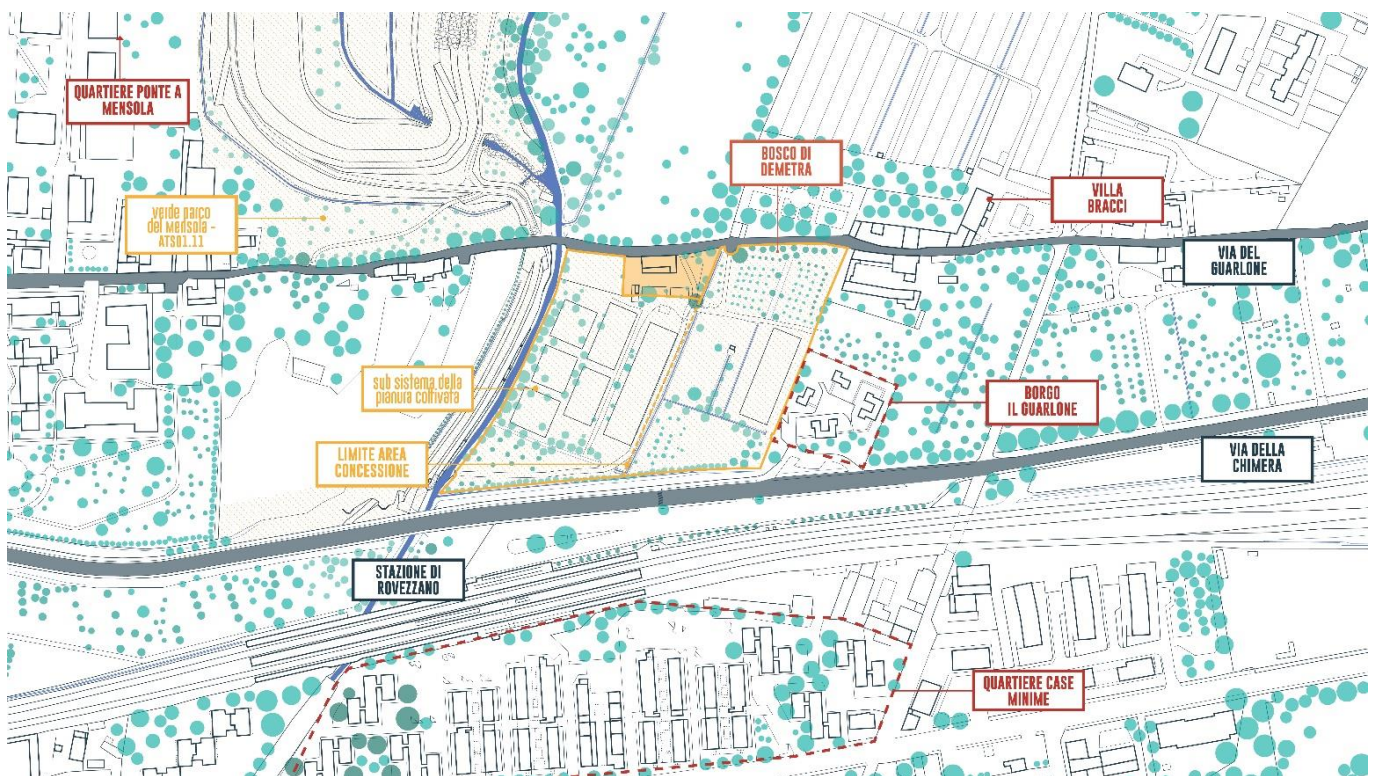 QUARTIERE PONTE A
MENSOLA
BOSCO DI
DEMETRA
VILLA
BRACCI
verde parco
del Mensola -
ATS01.11
VIA DEL
GUARLONE
sub sistema della
pianura coltivata
BORGO
IL GUARLONE
LIMITE AREA
CONCESSIONE
VIA DELLA
CHIMERA
STAZIONE DI
ROVEZZANO
QUARTIERE CASE
MINIME